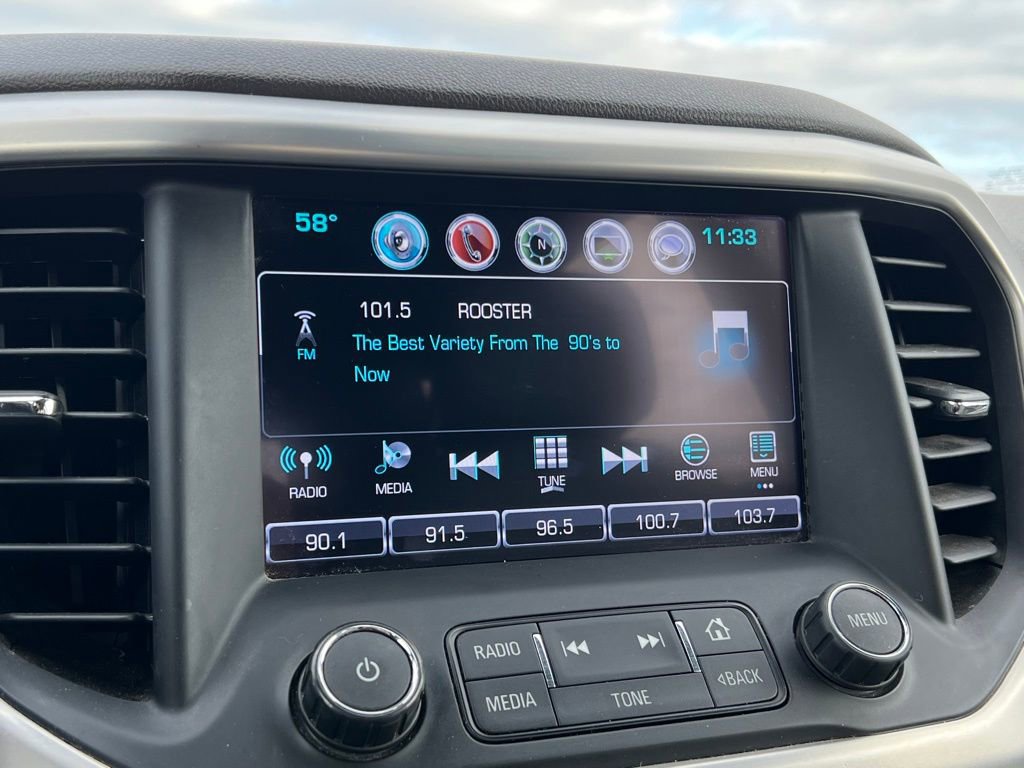 58° N 11:33
101.5 ROOSTER
FM
The Best Variety From The 90's to
Now
RADIO MEDIA TUNE BROWSE MENU
90.1 91.5 96.5 100.7 103.7
RADIO MENU
MEDIA TONE ◁BACK